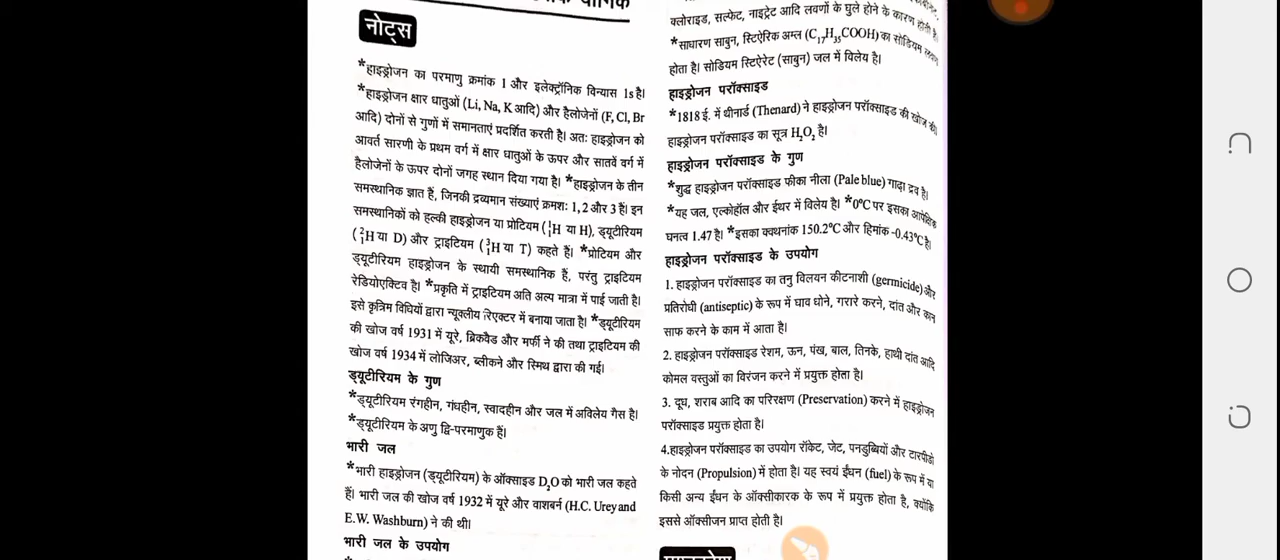 यौगिक
नोट्स
*हाइड्रोजन का परमाणु क्रमांक 1 और इलेक्ट्रॉनिक विन्यास 1s है।
*हाइड्रोजन क्षार धातुओं (Li, Na, K आदि) और हैलोजेनों (F, Cl, Br
आदि) दोनों से गुणों में समानताएं प्रदर्शित करती है। अतः हाइड्रोजन को
आवर्त सारणी के प्रथम वर्ग में क्षार धातुओं के ऊपर और सातवें वर्ग में
हैलोजेनों के ऊपर दोनों जगह स्थान दिया गया है। *हाइड्रोजन के तीन
समस्थानिक ज्ञात हैं, जिनकी द्रव्यमान संख्याएं क्रमशः 1, 2 और 3 हैं। इन
समस्थानिकों को हल्की हाइड्रोजन या प्रोटियम (¹₁H या H), ड्यूटीरियम
(²₁H या D) और ट्राइटियम (³₁H या T) कहते हैं। *प्रोटियम और
ड्यूटीरियम हाइड्रोजन के स्थायी समस्थानिक हैं, परंतु ट्राइटियम
रेडियोएक्टिव है। *प्रकृति में ट्राइटियम अति अल्प मात्रा में पाई जाती है।
इसे कृत्रिम विधियों द्वारा न्यूक्लीय रिएक्टर में बनाया जाता है। *ड्यूटीरियम
की खोज वर्ष 1931 में यूरे, ब्रिकवैड और मर्फी ने की तथा ट्राइटियम की
खोज वर्ष 1934 में लोजिअर, ब्लीकने और स्मिथ द्वारा की गई।
ड्यूटीरियम के गुण
*ड्यूटीरियम रंगहीन, गंधहीन, स्वादहीन और जल में अविलेय गैस है।
*ड्यूटीरियम के अणु द्वि-परमाणुक हैं।
भारी जल
*भारी हाइड्रोजन (ड्यूटीरियम) के ऑक्साइड D₂O को भारी जल कहते
हैं। भारी जल की खोज वर्ष 1932 में यूरे और वाशबर्न (H.C. Urey and
E.W. Washburn) ने की थी।
भारी जल के उपयोग
क्लोराइड, सल्फेट, नाइट्रेट आदि लवणों के घुले होने के कारण होती है।
*साधारण साबुन, स्टिऐरिक अम्ल (C₁₇H₃₅COOH) का सोडियम लवण
होता है। सोडियम स्टिऐरेट (साबुन) जल में विलेय है।
हाइड्रोजन परॉक्साइड
*1818 ई. में थीनार्ड (Thenard) ने हाइड्रोजन परॉक्साइड की खोज की।
हाइड्रोजन परॉक्साइड का सूत्र H₂O₂ है।
हाइड्रोजन परॉक्साइड के गुण
*शुद्ध हाइड्रोजन परॉक्साइड फीका नीला (Pale blue) गाढ़ा द्रव है।
*यह जल, एल्कोहॉल और ईथर में विलेय है। *0°C पर इसका आपेक्षिक
घनत्व 1.47 है। *इसका क्वथनांक 150.2°C और हिमांक -0.43°C है।
हाइड्रोजन परॉक्साइड के उपयोग
1. हाइड्रोजन परॉक्साइड का तनु विलयन कीटनाशी (germicide) और
प्रतिरोधी (antiseptic) के रूप में घाव धोने, गरारे करने, दांत और कान
साफ करने के काम में आता है।
2. हाइड्रोजन परॉक्साइड रेशम, ऊन, पंख, बाल, तिनके, हाथी दांत आदि
कोमल वस्तुओं का विरंजन करने में प्रयुक्त होता है।
3. दूध, शराब आदि का परिरक्षण (Preservation) करने में हाइड्रोजन
परॉक्साइड प्रयुक्त होता है।
4.हाइड्रोजन परॉक्साइड का उपयोग रॉकेट, जेट, पनडुब्बियों और टारपीडो
के नोदन (Propulsion) में होता है। यह स्वयं ईंधन (fuel) के रूप में या
किसी अन्य ईंधन के ऑक्सीकारक के रूप में प्रयुक्त होता है, क्योंकि
इससे ऑक्सीजन प्राप्त होती है।